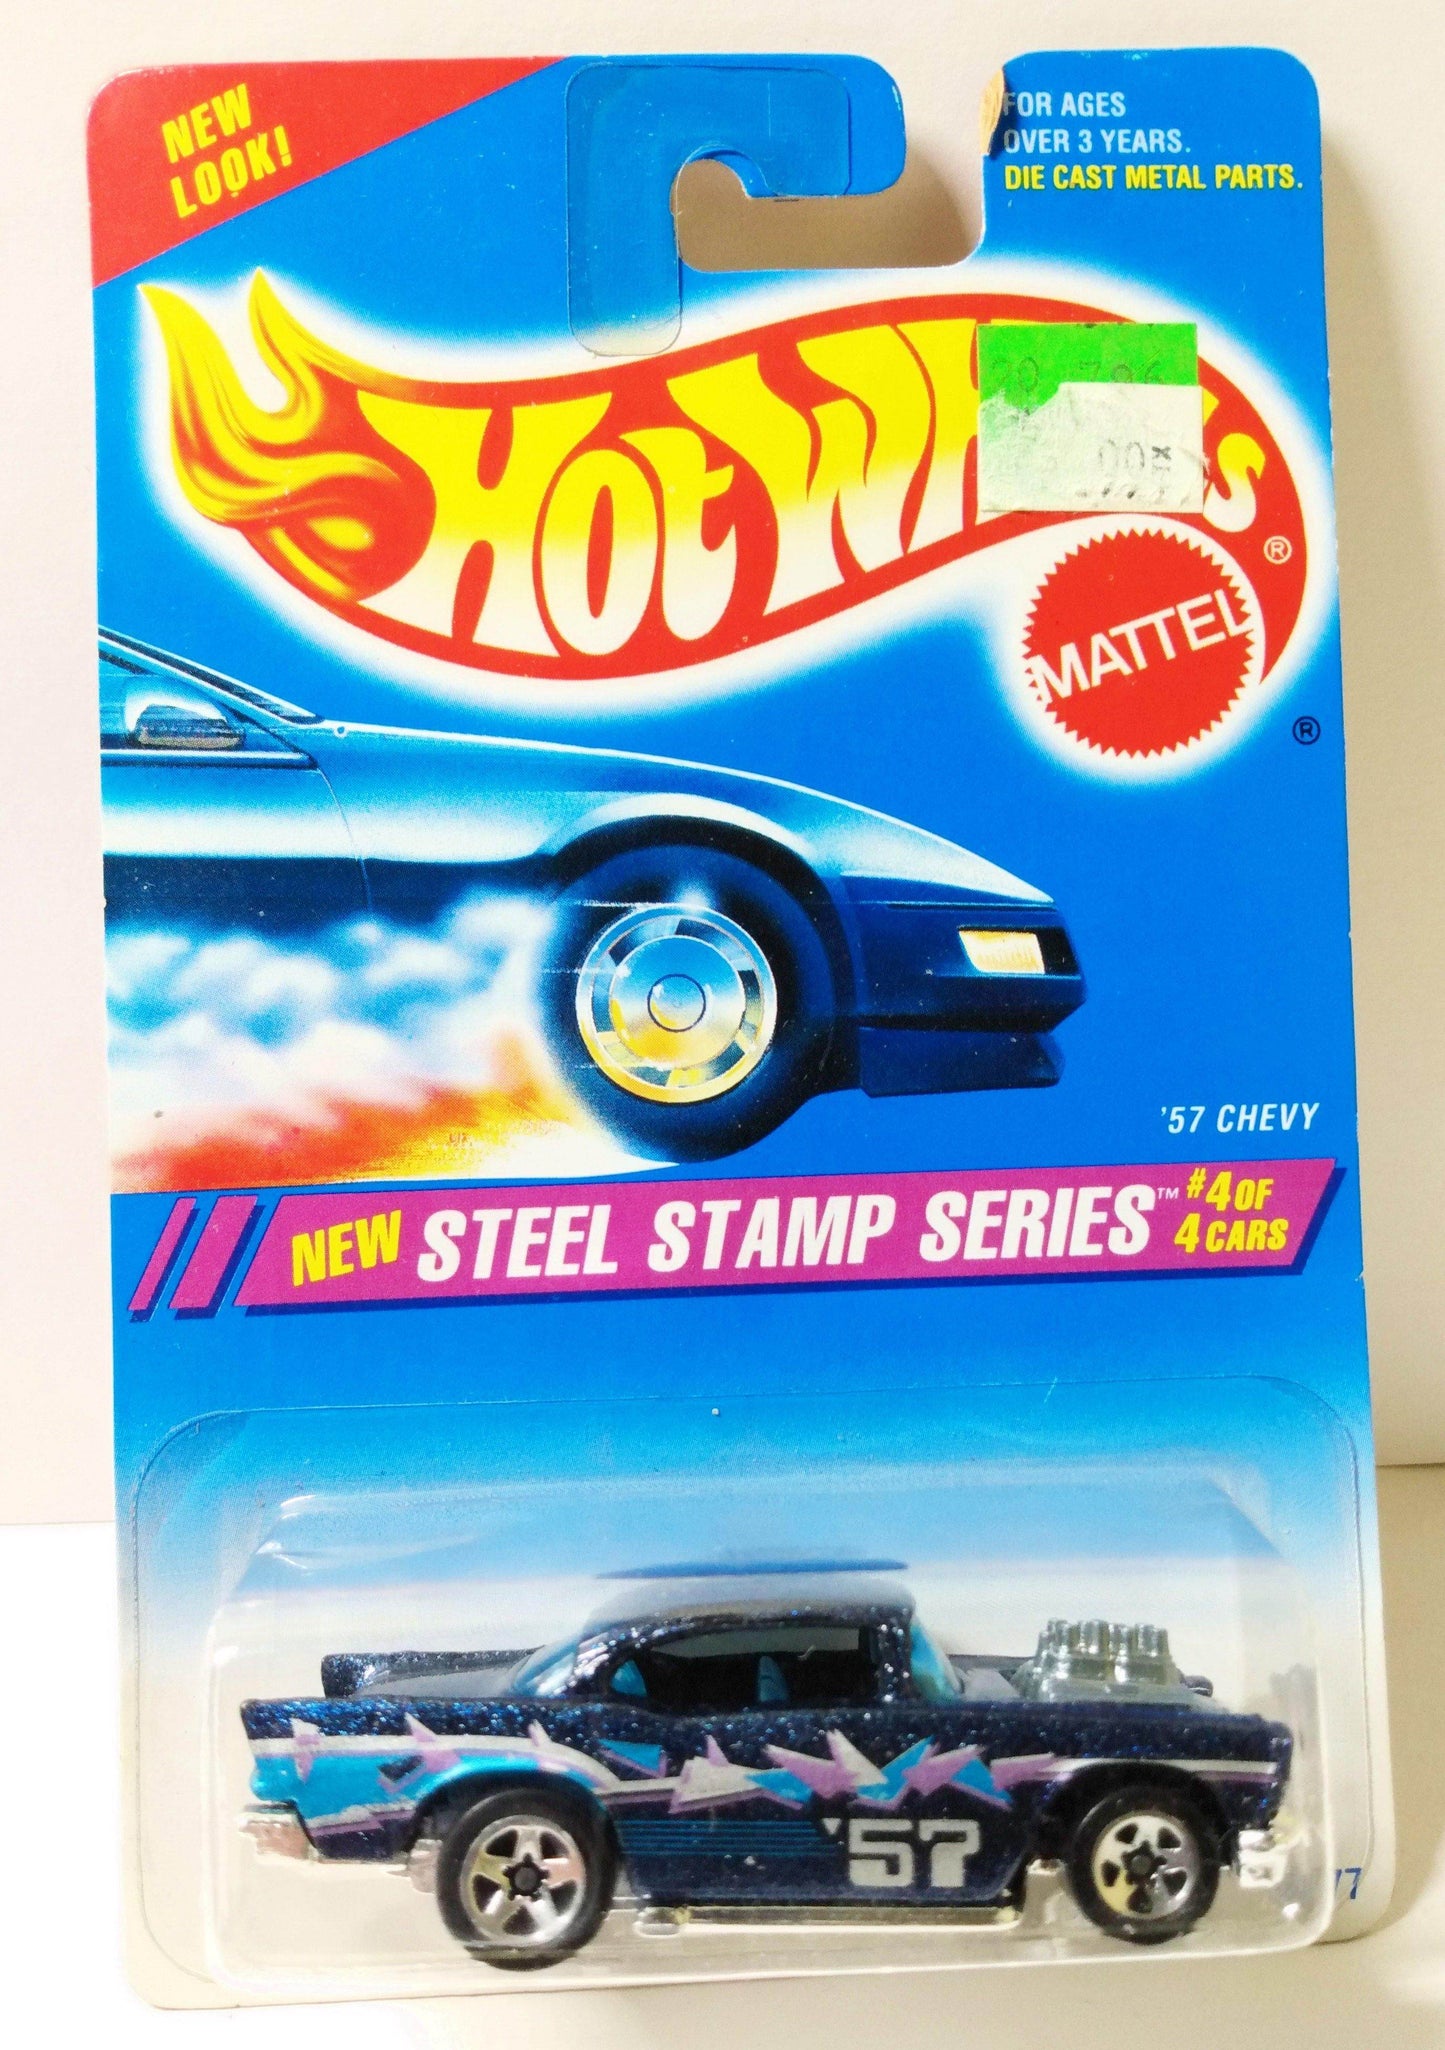 NEW
LOOK!
FOR AGES
OVER 3 YEARS.
DIE CAST METAL PARTS.
HOT WH S
®
MATTEL
®
'57 CHEVY
NEW STEEL STAMP SERIES™ #4 OF
4 CARS
'57